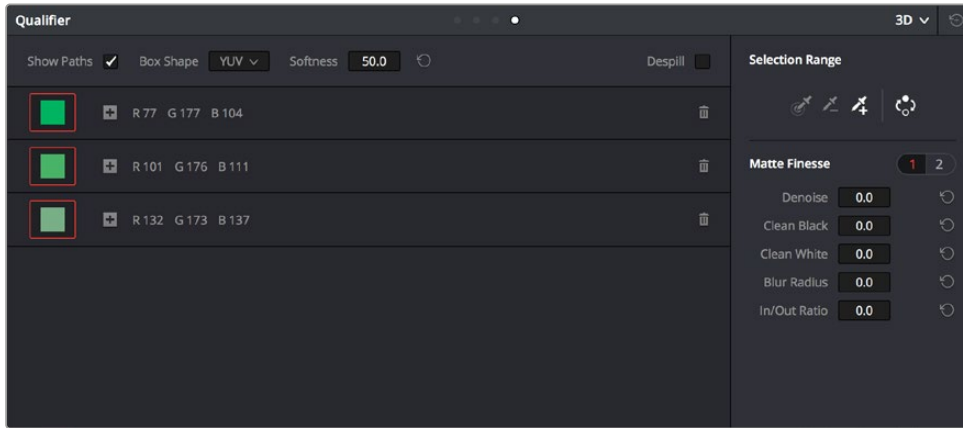 Qualifier
3D
Show Paths Box Shape YUV Softness 50.0 Despill
R 77 G 177 B 104
R 101 G 176 B 111
R 132 G 173 B 137
Selection Range
Matte Finesse 1 2
Denoise 0.0
Clean Black 0.0
Clean White 0.0
Blur Radius 0.0
In/Out Ratio 0.0